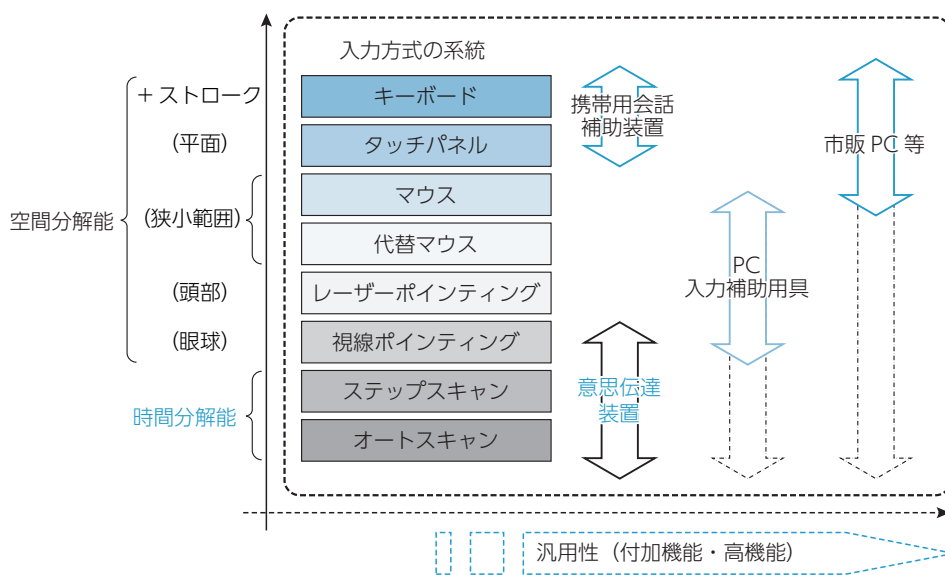 入力方式の系統
+ ストローク
キーボード
(平面)
タッチパネル
マウス
(狭小範囲)
代替マウス
空間分解能
(頭部)
レーザーポインティング
(眼球)
視線ポインティング
時間分解能
ステップスキャン
オートスキャン
携帯用会話
補助装置
意思伝達
装置
PC
入力補助用具
市販 PC 等
汎用性（付加機能・高機能）